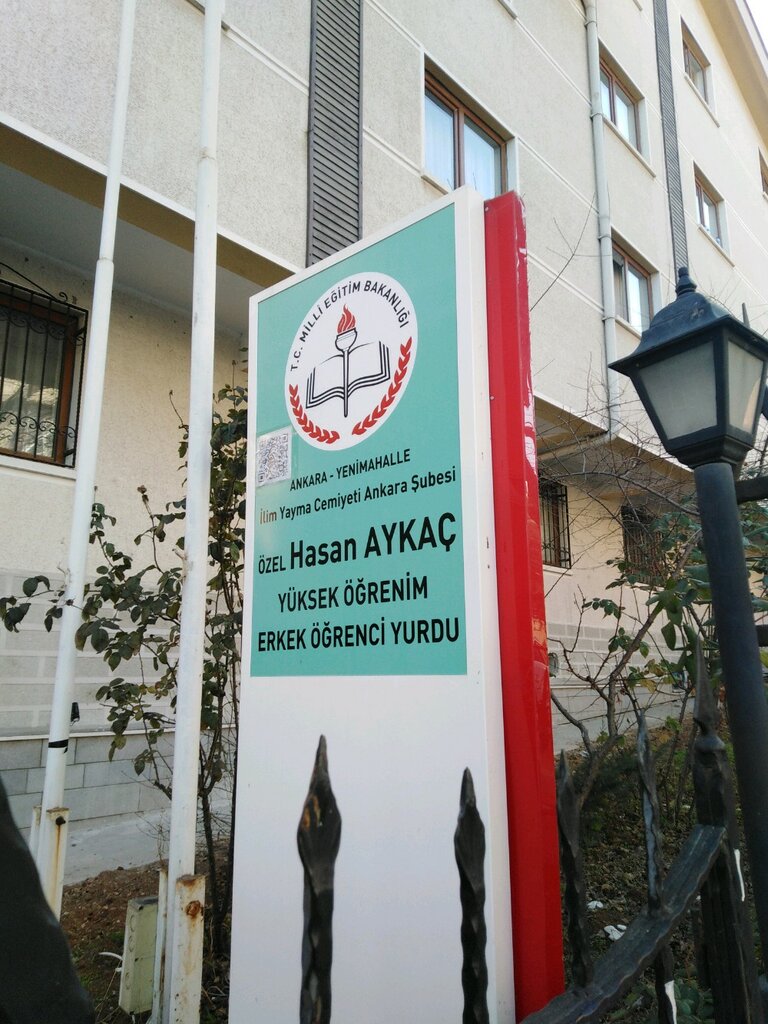 T.C. MİLLİ EĞİTİM BAKANLIĞI
ANKARA - YENİMAHALLE
İlim Yayma Cemiyeti Ankara Şubesi
ÖZEL Hasan AYKAÇ
YÜKSEK ÖĞRENİM
ERKEK ÖĞRENCİ YURDU